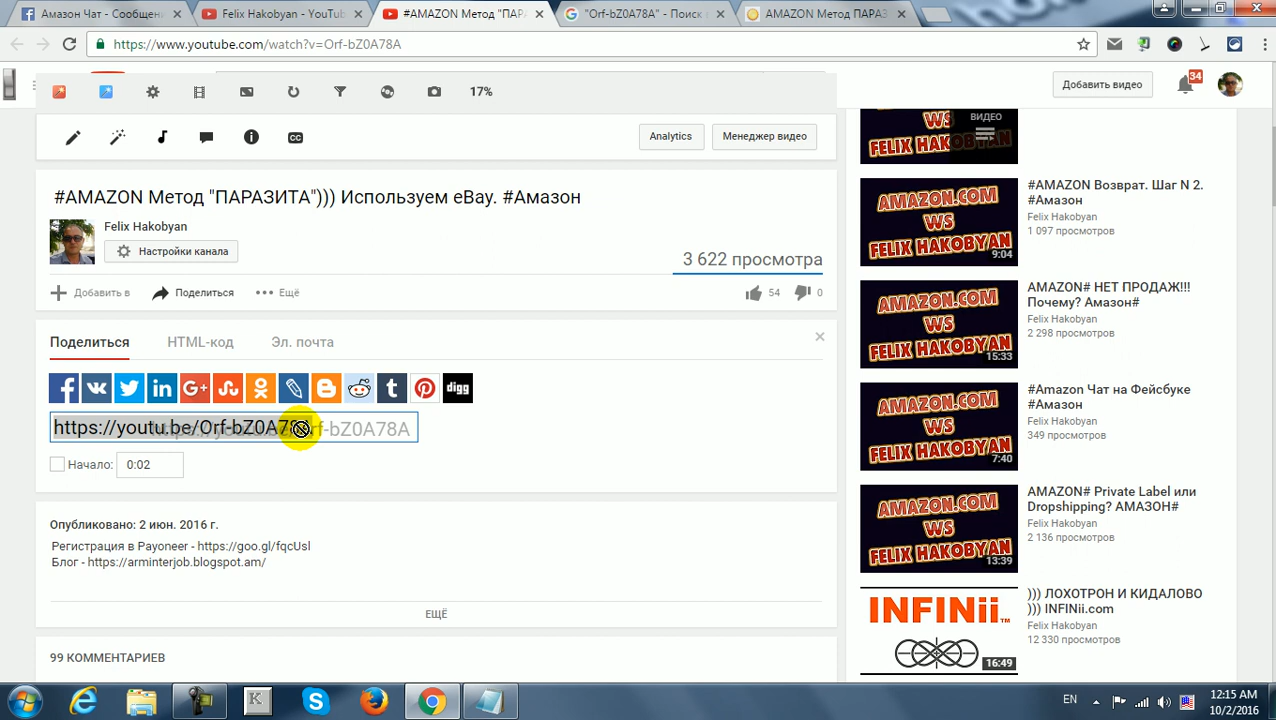 Амазон Чат - Сообщен
Felix Hakobyan - YouTub
#AMAZON Метод "ПАР
"Orf-bZ0A78A" - Поиск
AMAZON Метод ПАРАЗ
https://www.youtube.com/watch?v=Orf-bZ0A78A
Добавить видео
34
17%
Analytics
Менеджер видео
#AMAZON Метод "ПАРАЗИТА"))) Используем eBay. #Амазон
Felix Hakobyan
Настройки канала
3 622 просмотра
Добавить в
Поделиться
Ещё
54
0
Поделиться
HTML-код
Эл. почта
digg
https://youtu.be/Orf-bZ0A78A
Начало:
0:02
Опубликовано: 2 июн. 2016 г.
Регистрация в Payoneer - https://goo.gl/fqcUsl
Блог - https://arminterjob.blogspot.am/
ЕЩЁ
99 КОММЕНТАРИЕВ
WS
FELIX HAKOBYAN
ВИДЕО
AMAZON.COM
WS
FELIX HAKOBYAN
9:04
#AMAZON Возврат. Шаг N 2.
#Амазон
Felix Hakobyan
1 097 просмотров
AMAZON.COM
WS
FELIX HAKOBYAN
15:33
AMAZON# НЕТ ПРОДАЖ!!!
Почему? Амазон#
Felix Hakobyan
2 298 просмотров
AMAZON.COM
WS
FELIX HAKOBYAN
7:40
#Amazon Чат на Фейсбуке
#Амазон
Felix Hakobyan
349 просмотров
AMAZON.COM
WS
FELIX HAKOBYAN
13:39
AMAZON# Private Label или
Dropshipping? АМАЗОН#
Felix Hakobyan
2 136 просмотров
INFINii
16:49
))) ЛОХОТРОН И КИДАЛОВО
))) INFINii.com
Felix Hakobyan
12 330 просмотров
EN
12:15 AM
10/2/2016